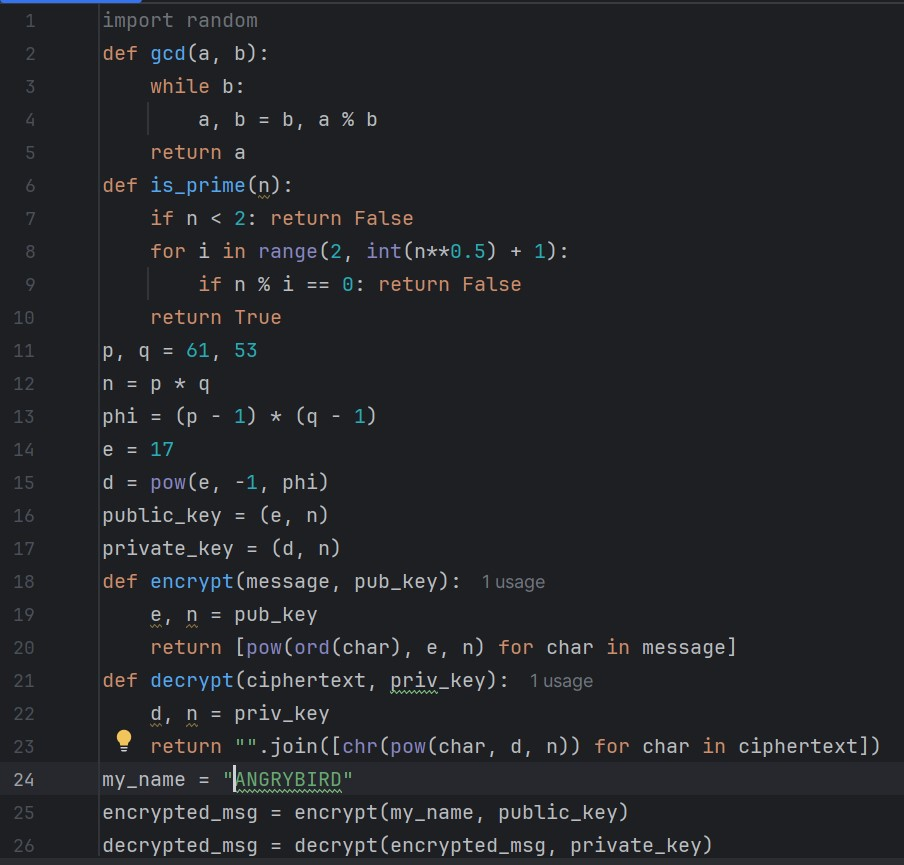 1 import random
2 def gcd(a, b):
3     while b:
4         a, b = b, a % b
5     return a
6 def is_prime(n):
7     if n < 2: return False
8     for i in range(2, int(n**0.5) + 1):
9         if n % i == 0: return False
10     return True
11 p, q = 61, 53
12 n = p * q
13 phi = (p - 1) * (q - 1)
14 e = 17
15 d = pow(e, -1, phi)
16 public_key = (e, n)
17 private_key = (d, n)
18 def encrypt(message, pub_key): 1 usage
19     e, n = pub_key
20     return [pow(ord(char), e, n) for char in message]
21 def decrypt(ciphertext, priv_key): 1 usage
22     d, n = priv_key
23     return "".join([chr(pow(char, d, n)) for char in ciphertext])
24 my_name = "ANGRYBIRD"
25 encrypted_msg = encrypt(my_name, public_key)
26 decrypted_msg = decrypt(encrypted_msg, private_key)